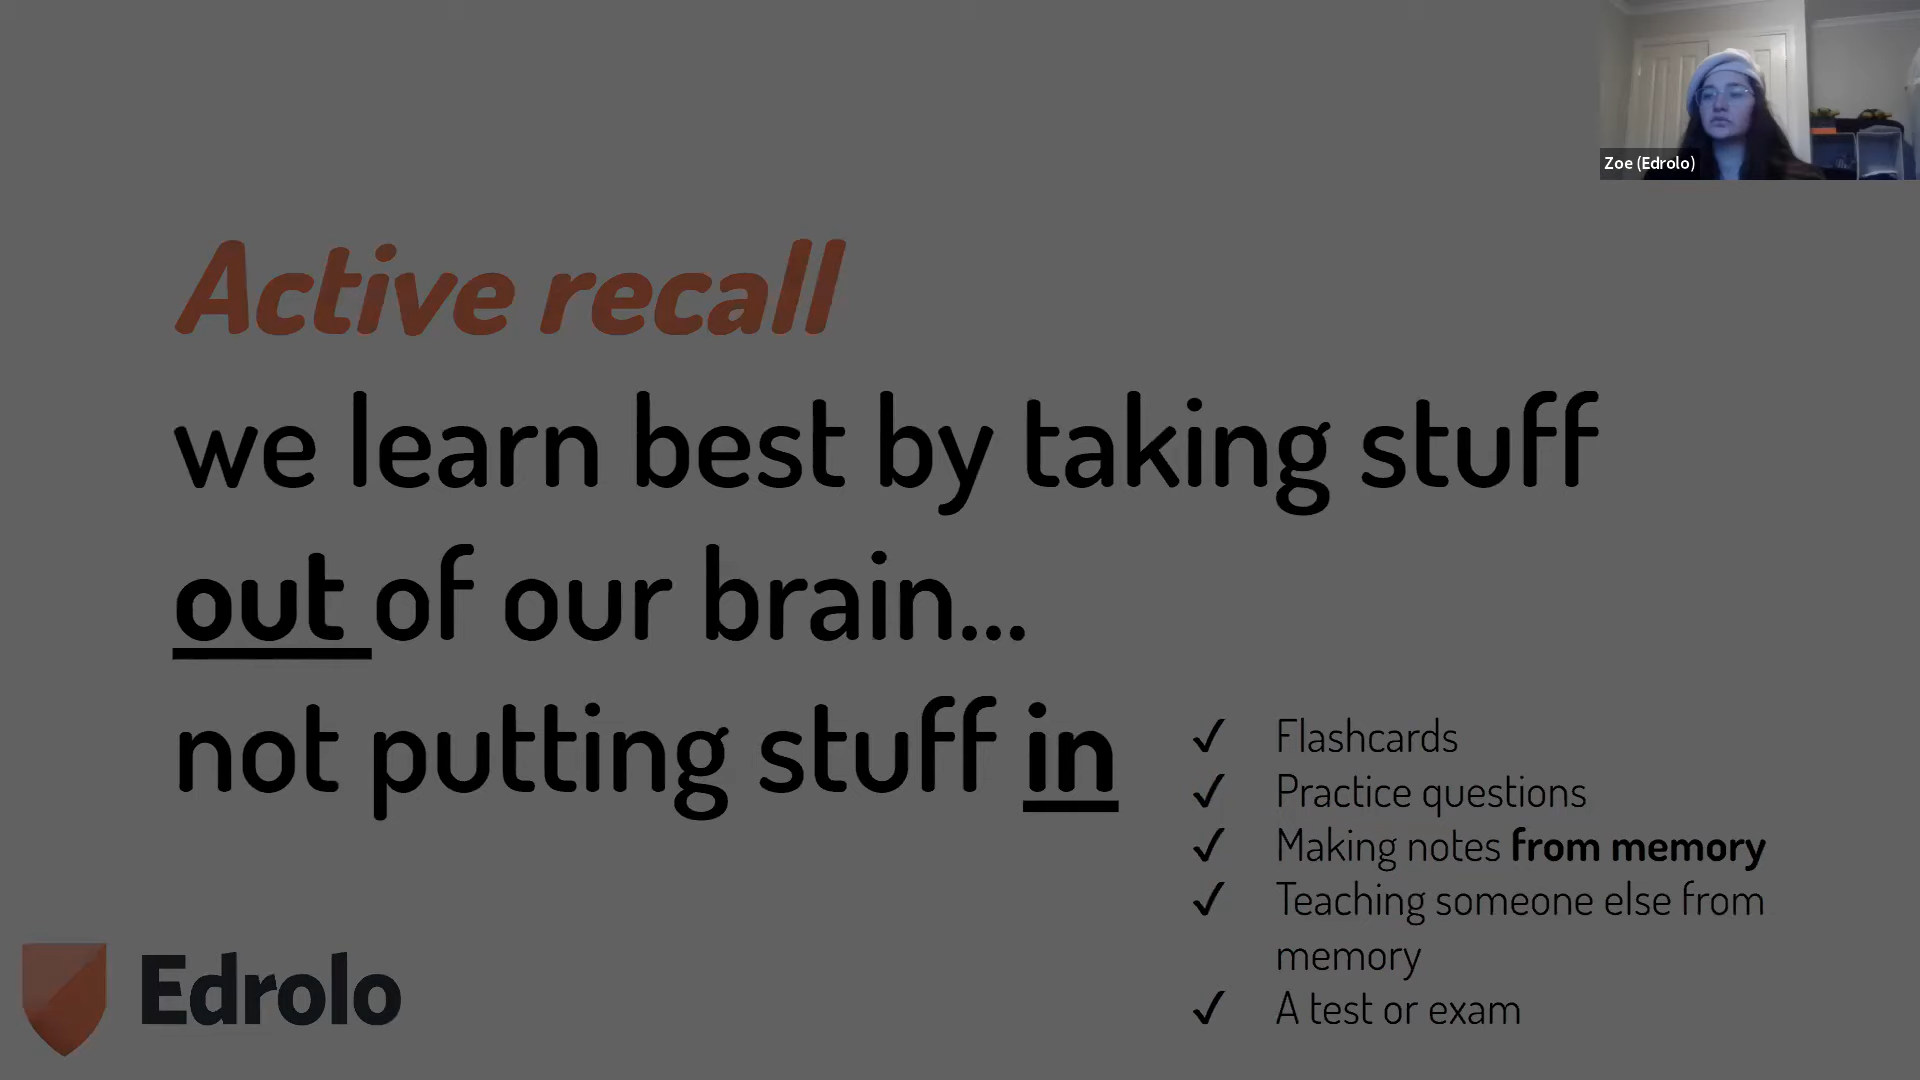 Zoe (Edrolo)
Active recall
we learn best by taking stuff
out of our brain...
not putting stuff in
✓ Flashcards
✓ Practice questions
✓ Making notes from memory
✓ Teaching someone else from
memory
✓ A test or exam
Edrolo